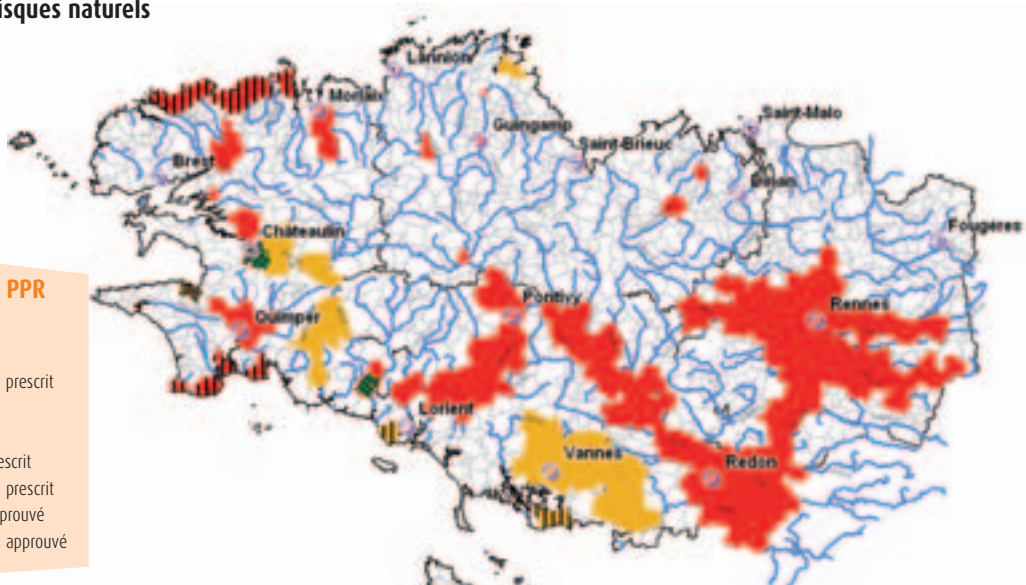 isques naturels
Lannion
Morlaix
Saint-Malo
Guingamp
Saint-Brieuc
Brest
Dinan
Fougères
Châteaulin
PPR
Pontivy
Rennes
Quimper
prescrit
Lorient
Vannes
Redon
escrit
prescrit
prouvé
approuvé